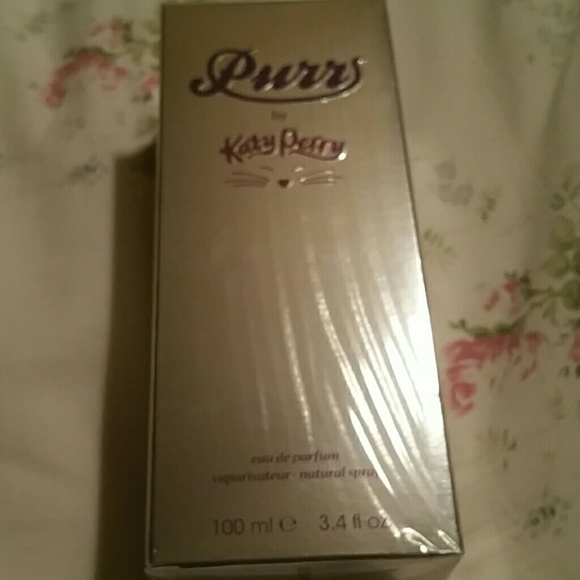 Purr
by
Katy Perry
eau de parfum
vaporisateur · natural spray
100 ml ℮ 3.4 fl oz